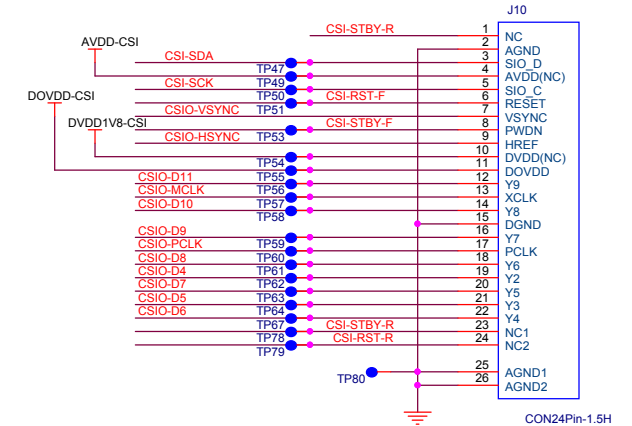 J10
CSI-STBY-R 1 NC
AVDD-CSI 2 AGND
CSI-SDA 3 SIO_D
TP47 4 AVDD(NC)
CSI-SCK TP49 5 SIO_C
DOVDD-CSI TP50 CSI-RST-F 6 RESET
CSIO-VSYNC TP51 7 VSYNC
DVDD1V8-CSI CSI-STBY-F 8 PWDN
CSIO-HSYNC TP53 9 HREF
10 DVDD(NC)
TP54 11 DOVDD
CSIO-D11 TP55 12 Y9
CSIO-MCLK TP56 13 XCLK
CSIO-D10 TP57 14 Y8
TP58 15 DGND
CSIO-D9 16 Y7
CSIO-PCLK TP59 17 PCLK
CSIO-D8 TP60 18 Y6
CSIO-D4 TP61 19 Y2
CSIO-D7 TP62 20 Y5
CSIO-D5 TP63 21 Y3
CSIO-D6 TP64 22 Y4
TP67 CSI-STBY-R 23 NC1
TP78 CSI-RST-R 24 NC2
TP79
25 AGND1
TP80 26 AGND2
CON24Pin-1.5H